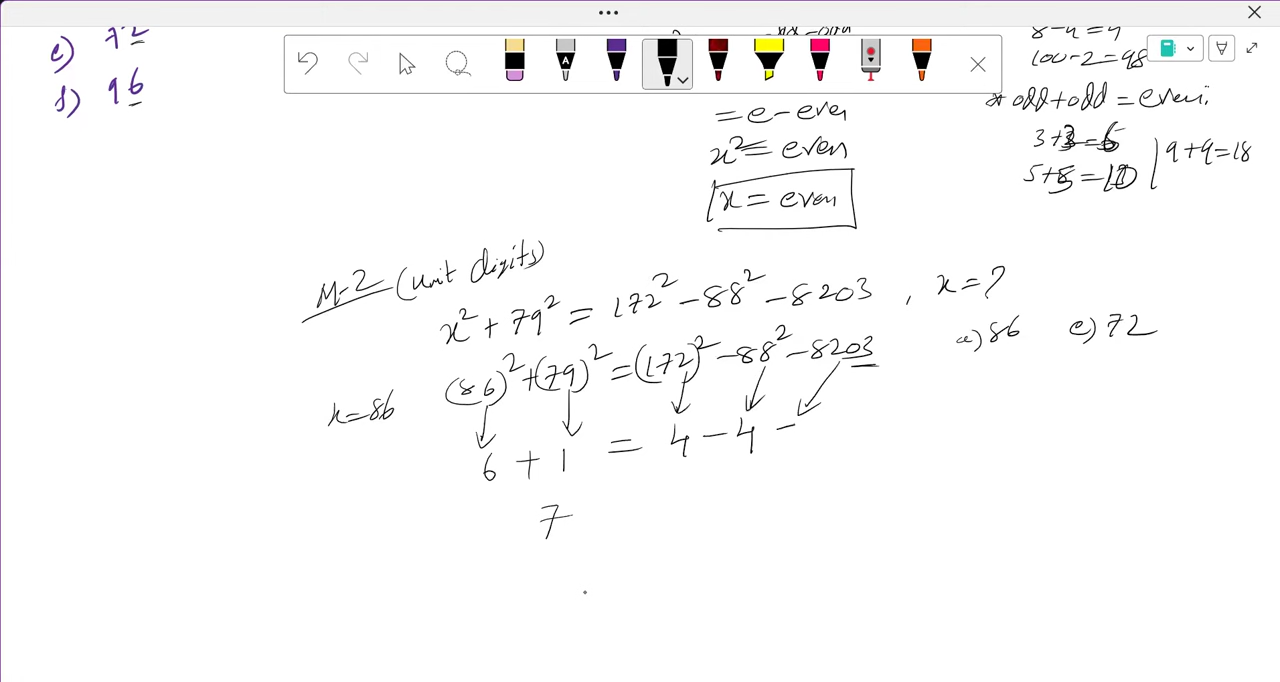 e) 72
f) 96
8-4=4
100-2=98
* odd+odd = even.
= e-even
3+3=6
9+9=18
x²= even
5+5=10
x = even
M-2 (unit digits)
x² + 79² = 172² - 88² - 8203 , x=?
a) 86 e) 72
x=86 (86)² + (79)² = (172)² - 88² - 8203
6 + 1 = 4 - 4 -
7